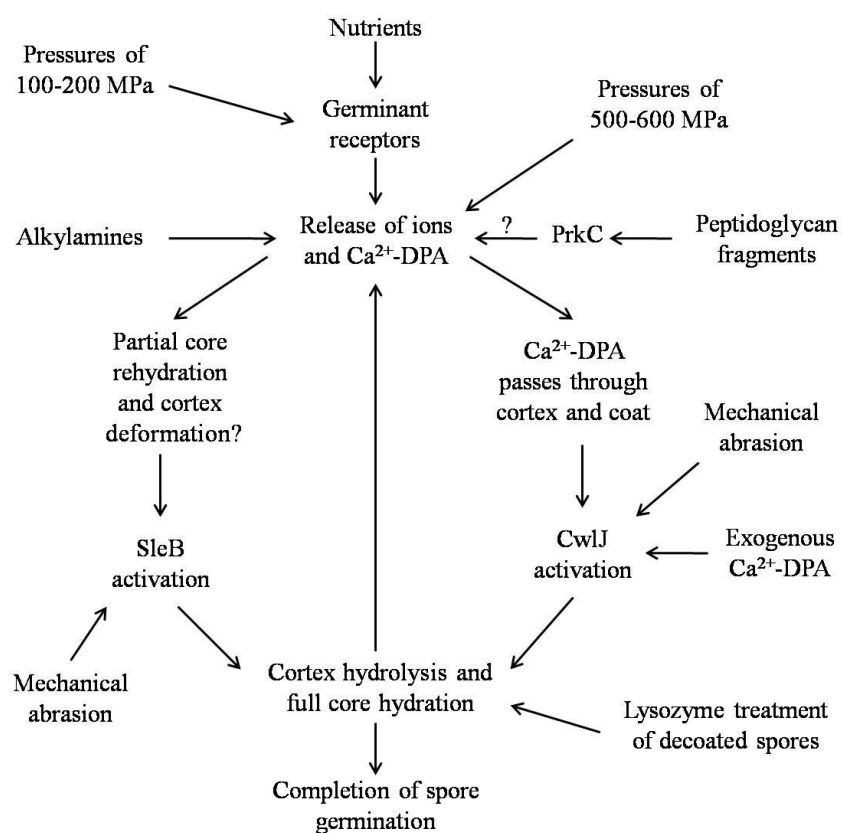 Nutrients
Pressures of
100-200 MPa
Pressures of
500-600 MPa
Germinant
receptors
Alkylamines
Release of ions
and Ca²⁺-DPA
?
PrkC
Peptidoglycan
fragments
Partial core
rehydration
and cortex
deformation?
Ca²⁺-DPA
passes through
cortex and coat
Mechanical
abrasion
SleB
activation
CwlJ
activation
Exogenous
Ca²⁺-DPA
Mechanical
abrasion
Cortex hydrolysis and
full core hydration
Lysozyme treatment
of decoated spores
Completion of spore
germination